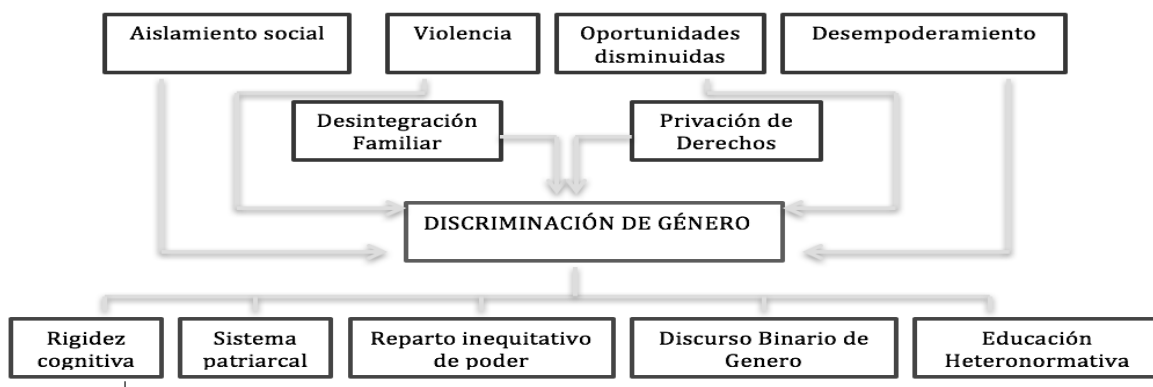 Aislamiento social
Violencia
Oportunidades
disminuidas
Desempoderamiento
Desintegración
Familiar
Privación de
Derechos
DISCRIMINACIÓN DE GÉNERO
Rigidez
cognitiva
Sistema
patriarcal
Reparto inequitativo
de poder
Discurso Binario de
Genero
Educación
Heteronormativa